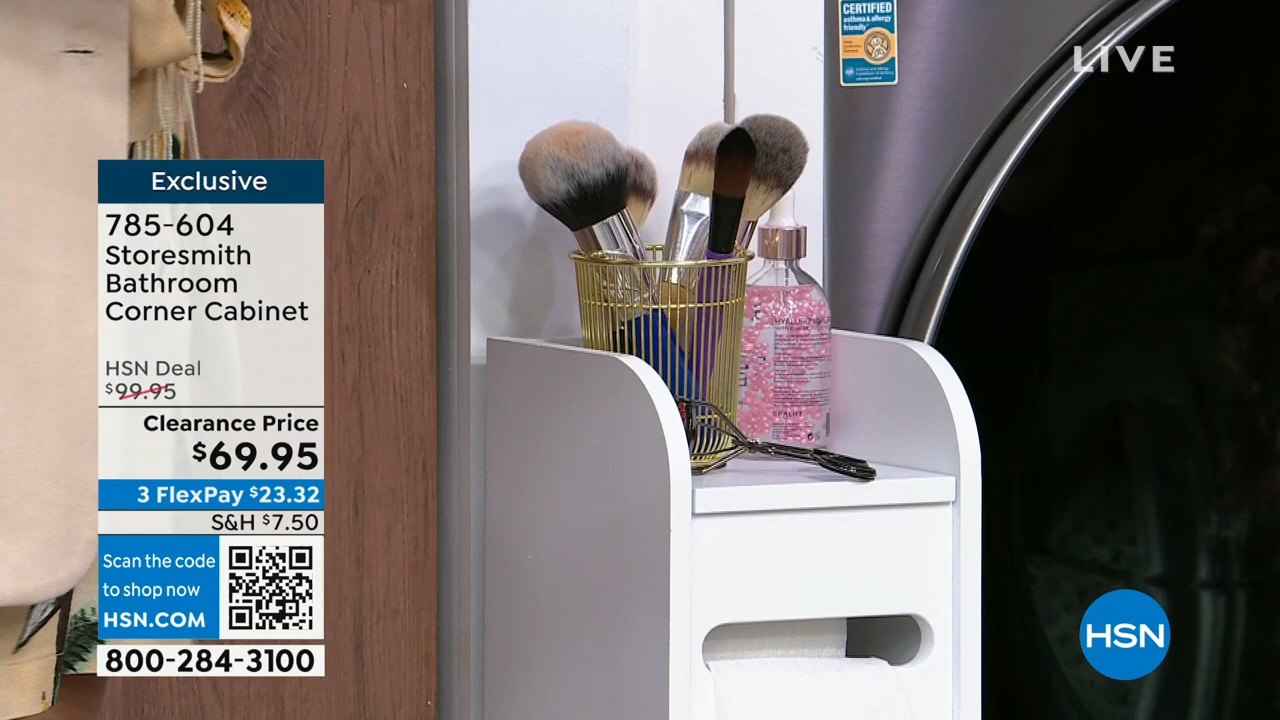 Exclusive
785-604
Storesmith
Bathroom
Corner Cabinet
HSN Deal
$99.95
Clearance Price
$69.95
3 FlexPay $23.32
S&H $7.50
Scan the code
to shop now
HSN.COM
800-284-3100
CERTIFIED
asthma & allergy
friendly
LIVE
SPALIFE
HSN